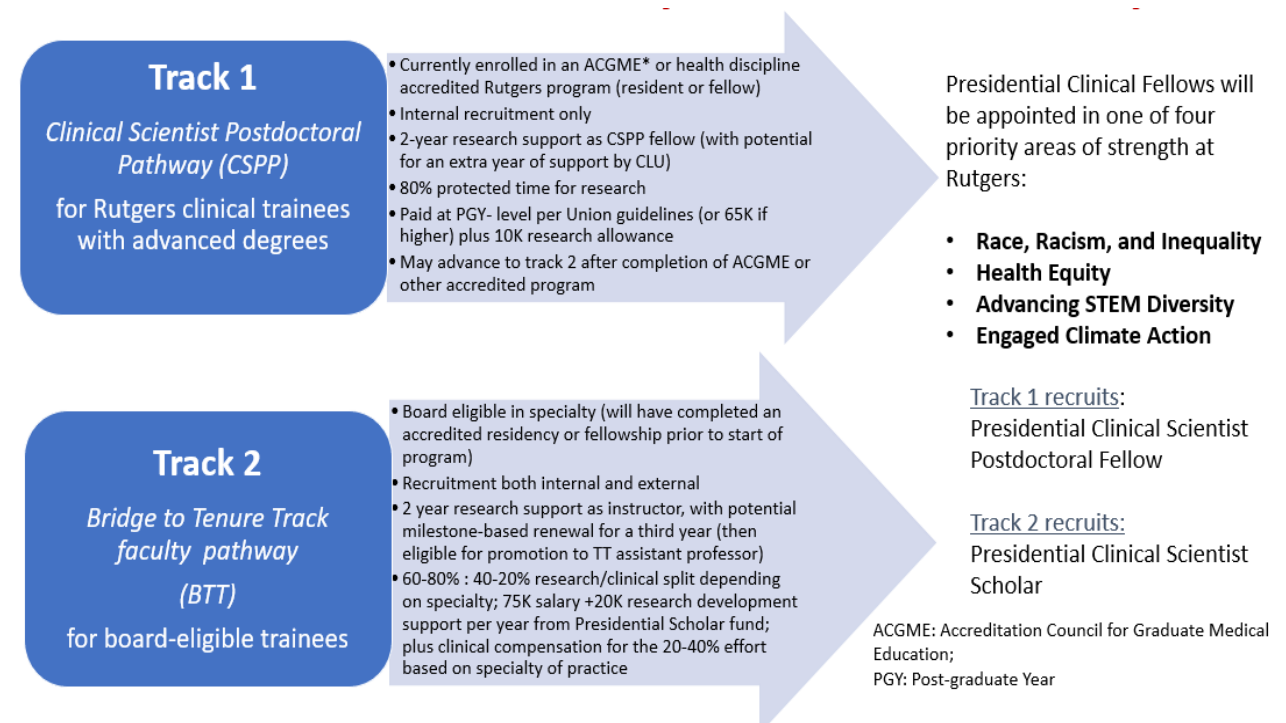 Track 1
Clinical Scientist Postdoctoral
Pathway (CSPP)
for Rutgers clinical trainees
with advanced degrees
• Currently enrolled in an ACGME* or health discipline
accredited Rutgers program (resident or fellow)
• Internal recruitment only
• 2-year research support as CSPP fellow (with potential
for an extra year of support by CLU)
• 80% protected time for research
• Paid at PGY- level per Union guidelines (or 65K if
higher) plus 10K research allowance
• May advance to track 2 after completion of ACGME or
other accredited program
Track 2
Bridge to Tenure Track
faculty pathway
(BTT)
for board-eligible trainees
• Board eligible in specialty (will have completed an
accredited residency or fellowship prior to start of
program)
• Recruitment both internal and external
• 2 year research support as instructor, with potential
milestone-based renewal for a third year (then
eligible for promotion to TT assistant professor)
• 60-80% : 40-20% research/clinical split depending
on specialty; 75K salary +20K research development
support per year from Presidential Scholar fund;
plus clinical compensation for the 20-40% effort
based on specialty of practice
Presidential Clinical Fellows will
be appointed in one of four
priority areas of strength at
Rutgers:
• Race, Racism, and Inequality
• Health Equity
• Advancing STEM Diversity
• Engaged Climate Action
Track 1 recruits:
Presidential Clinical Scientist
Postdoctoral Fellow
Track 2 recruits:
Presidential Clinical Scientist
Scholar
ACGME: Accreditation Council for Graduate Medical
Education;
PGY: Post-graduate Year